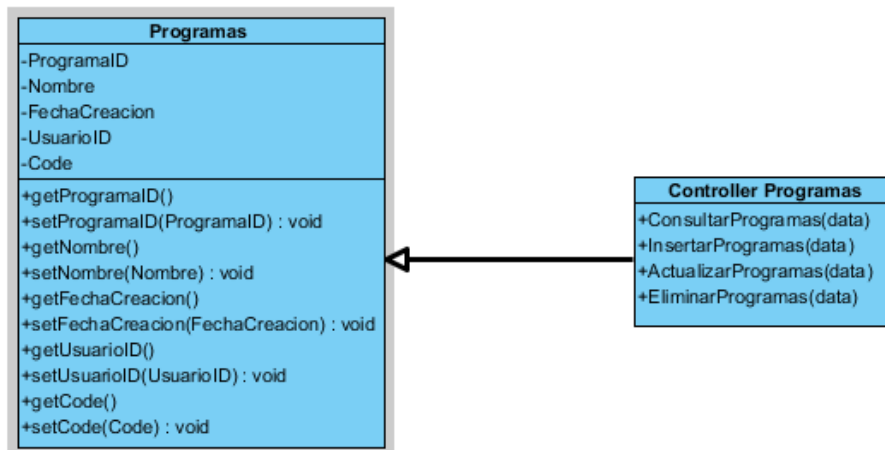 Programas
-ProgramaID
-Nombre
-FechaCreacion
-UsuarioID
-Code
+getProgramaID()
+setProgramaID(ProgramaID) : void
+getNombre()
+setNombre(Nombre) : void
+getFechaCreacion()
+setFechaCreacion(FechaCreacion) : void
+getUsuarioID()
+setUsuarioID(UsuarioID) : void
+getCode()
+setCode(Code) : void
Controller Programas
+ConsultarProgramas(data)
+InsertarProgramas(data)
+ActualizarProgramas(data)
+EliminarProgramas(data)